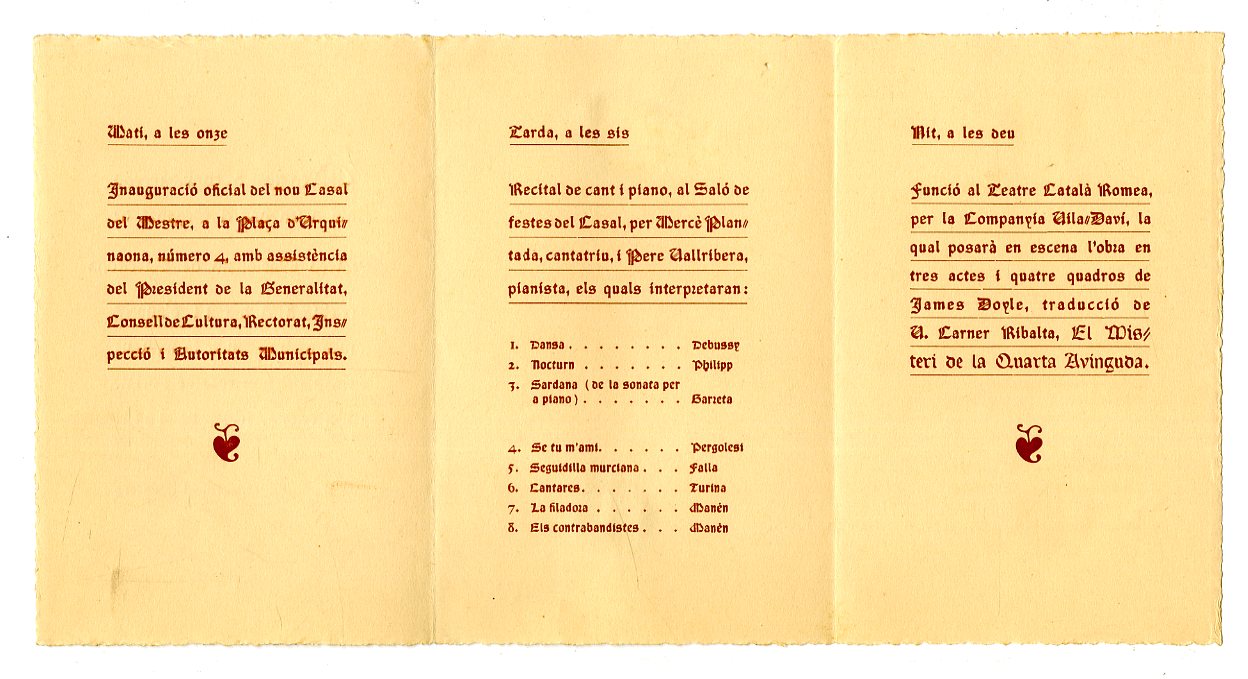 Matí, a les onze
Inauguració oficial del nou Casal
del Mestre, a la Plaça d'Urqui-
naona, número 4, amb assistència
del President de la Generalitat,
Consell de Cultura, Rectorat, Ins-
pecció i Autoritats Municipals.
Tarda, a les sis
Recital de cant i piano, al Saló de
festes del Casal, per Mercè Plan-
tada, cantatriu, i Pere Vallribera,
pianista, els quals interpretaran:
1. Dansa . . . . . . . . Debussy
2. Nocturn . . . . . . . Philipp
3. Sardana (de la sonata per
a piano) . . . . . . . Garreta
4. Se tu m'ami. . . . . . Pergolesi
5. Seguidilla murciana . . . Falla
6. Cantares. . . . . . . Turina
7. La filadora . . . . . . Manén
8. Els contrabandistes . . . Manén
Nit, a les deu
Funció al Teatre Català Romea,
per la Companyia Vila-Daví, la
qual posarà en escena l'obra en
tres actes i quatre quadros de
James Doyle, traducció de
V. Carner Ribalta, El Mis-
teri de la Quarta Avinguda.